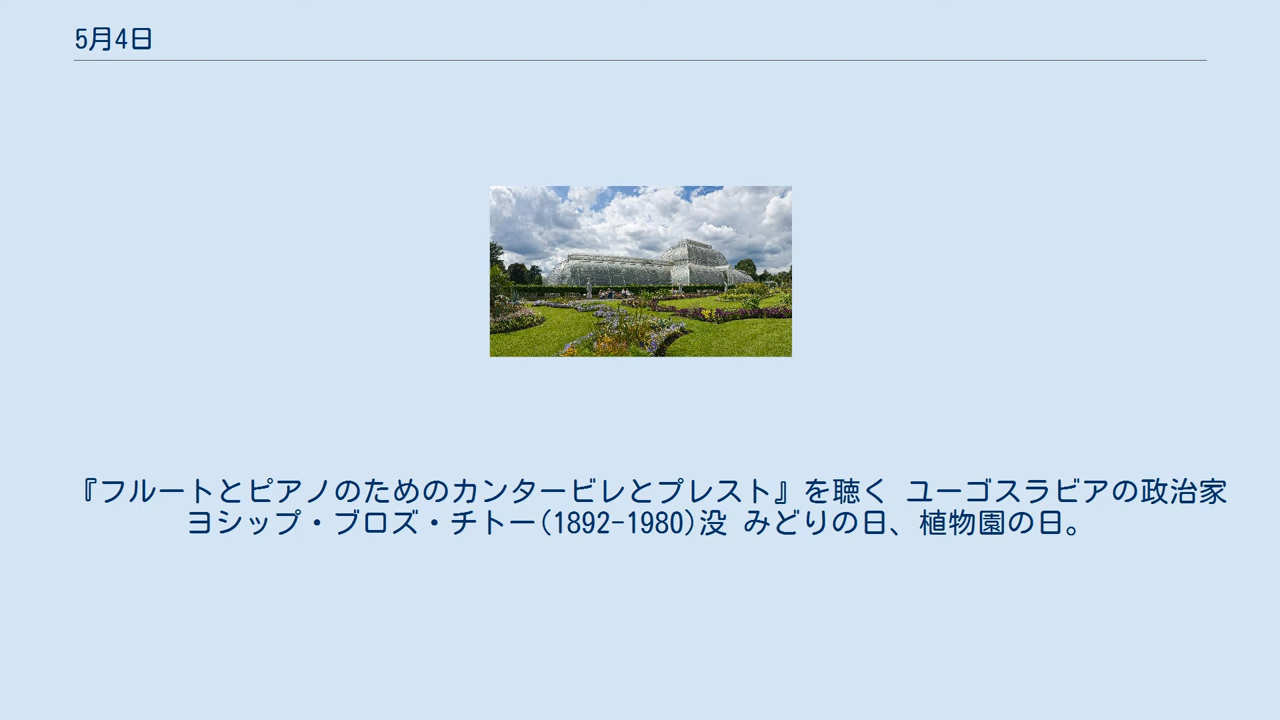 5月4日
『フルートとピアノのためのカンタービレとプレスト』を聴く ユーゴスラビアの政治家
ヨシップ・ブロズ・チトー(1892-1980)没 みどりの日、植物園の日。